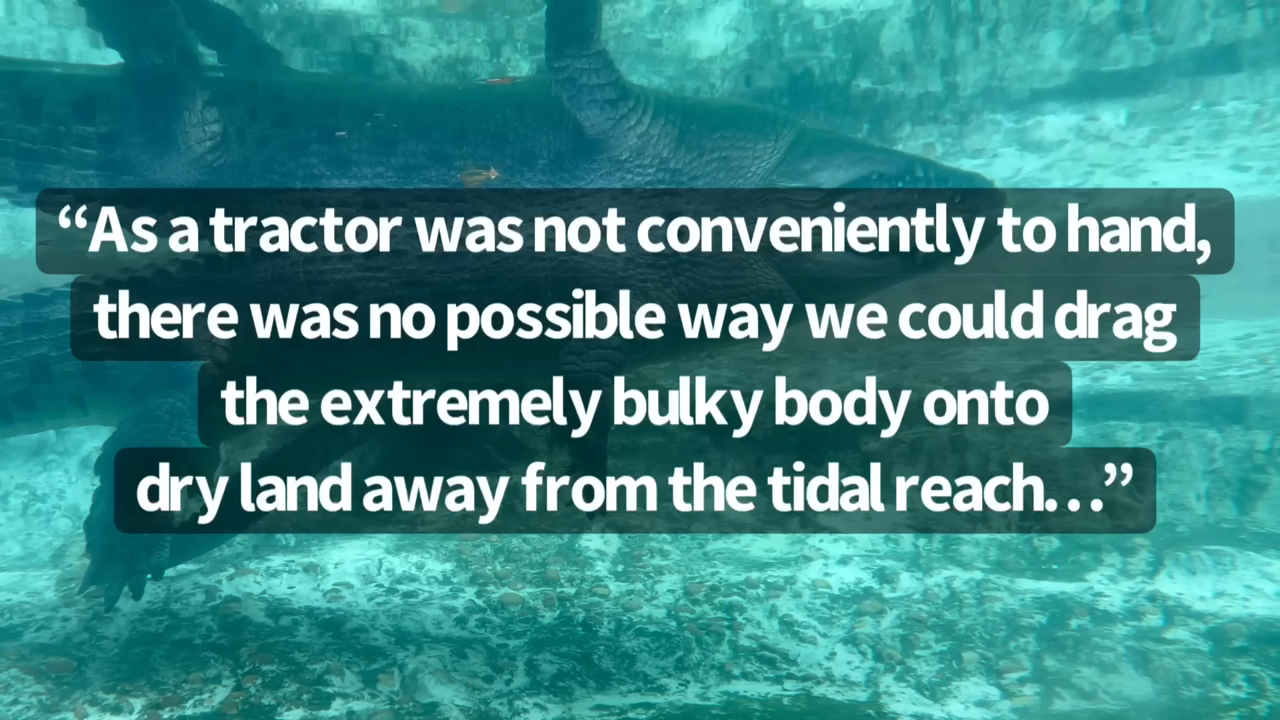 “As a tractor was not conveniently to hand,
there was no possible way we could drag
the extremely bulky body onto
dry land away from the tidal reach…”